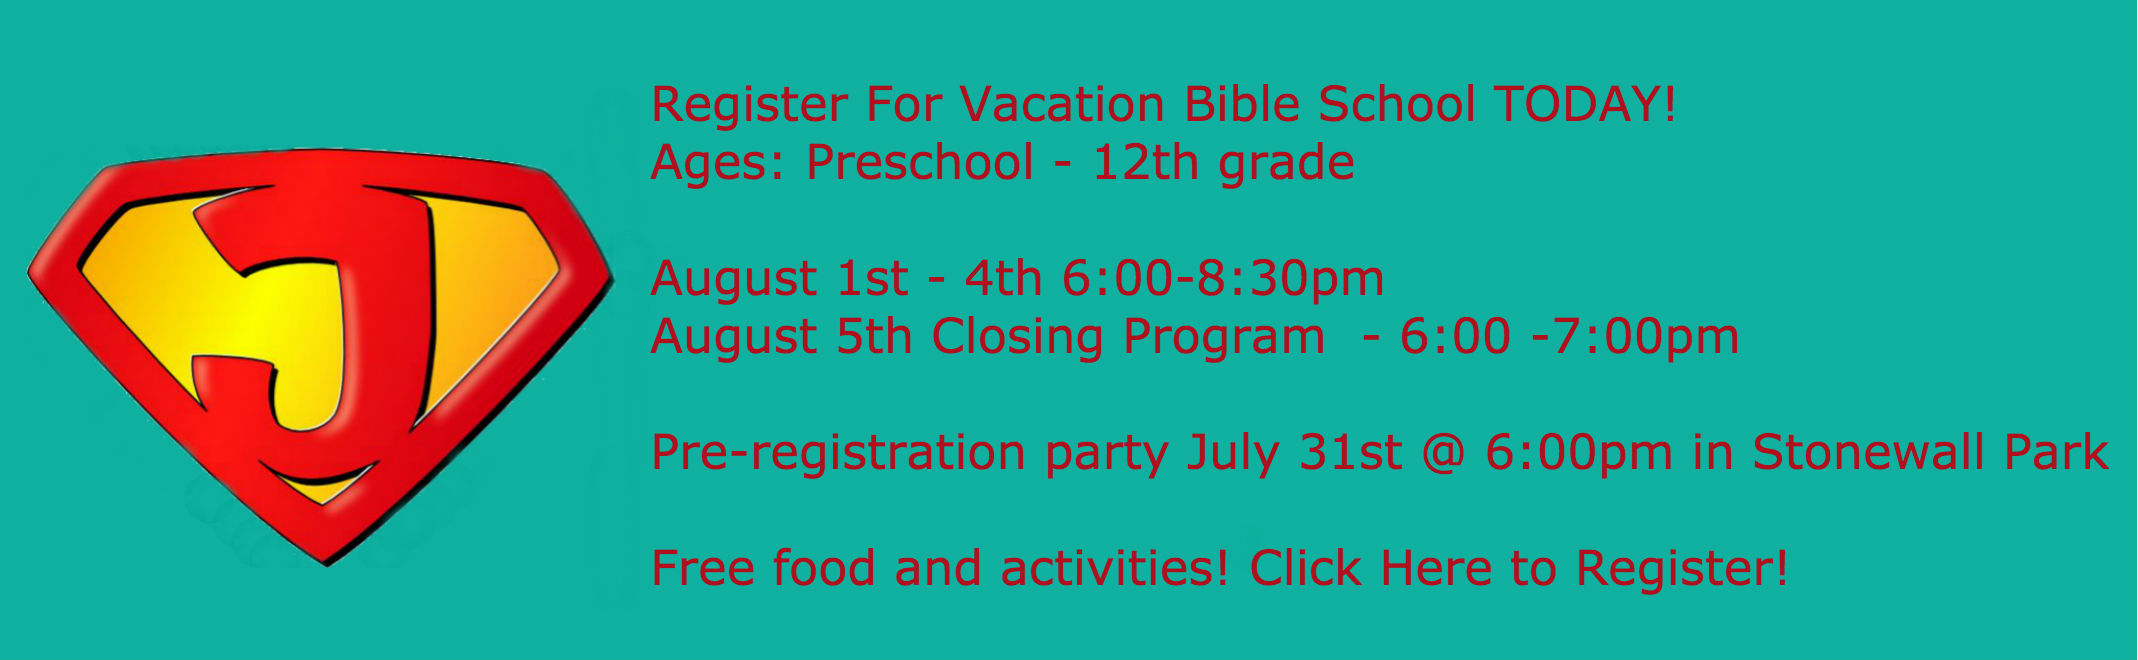 J
Register For Vacation Bible School TODAY!
Ages: Preschool - 12th grade
August 1st - 4th 6:00-8:30pm
August 5th Closing Program  - 6:00 -7:00pm
Pre-registration party July 31st @ 6:00pm in Stonewall Park
Free food and activities! Click Here to Register!